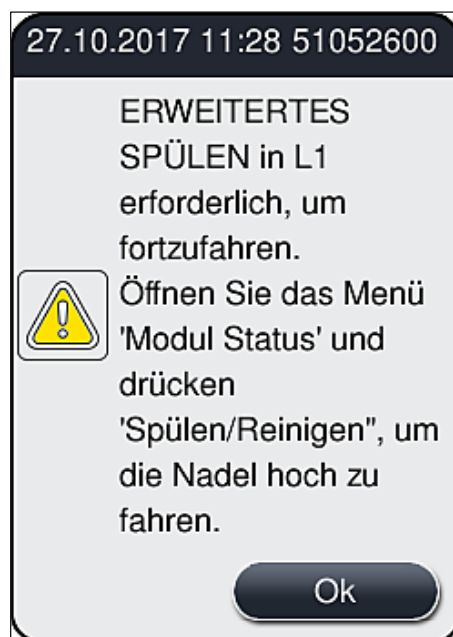 27.10.2017 11:28 51052600
ERWEITERTES
SPÜLEN in L1
erforderlich, um
fortzufahren.
Öffnen Sie das Menü
'Modul Status' und
drücken
'Spülen/Reinigen", um
die Nadel hoch zu
fahren.
Ok